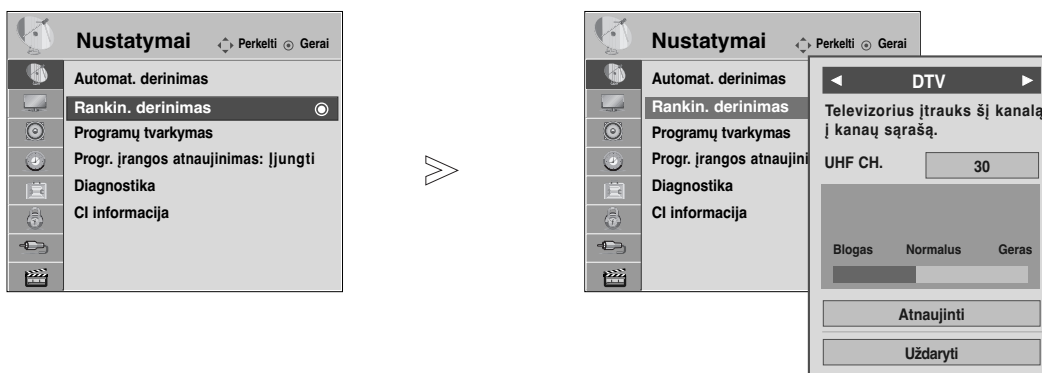 Nustatymai Perkelti Gerai
Automat. derinimas
Rankin. derinimas
Programų tvarkymas
Progr. įrangos atnaujinimas: Įjungti
Diagnostika
CI informacija
Nustatymai Perkelti Gerai
Automat. derinimas
Rankin. derinimas
Programų tvarkymas
Progr. įrangos atnaujini
Diagnostika
CI informacija
DTV
Televizorius įtrauks šį kanalą
į kanaų sąrašą.
UHF CH. 30
Blogas Normalus Geras
Atnaujinti
Uždaryti